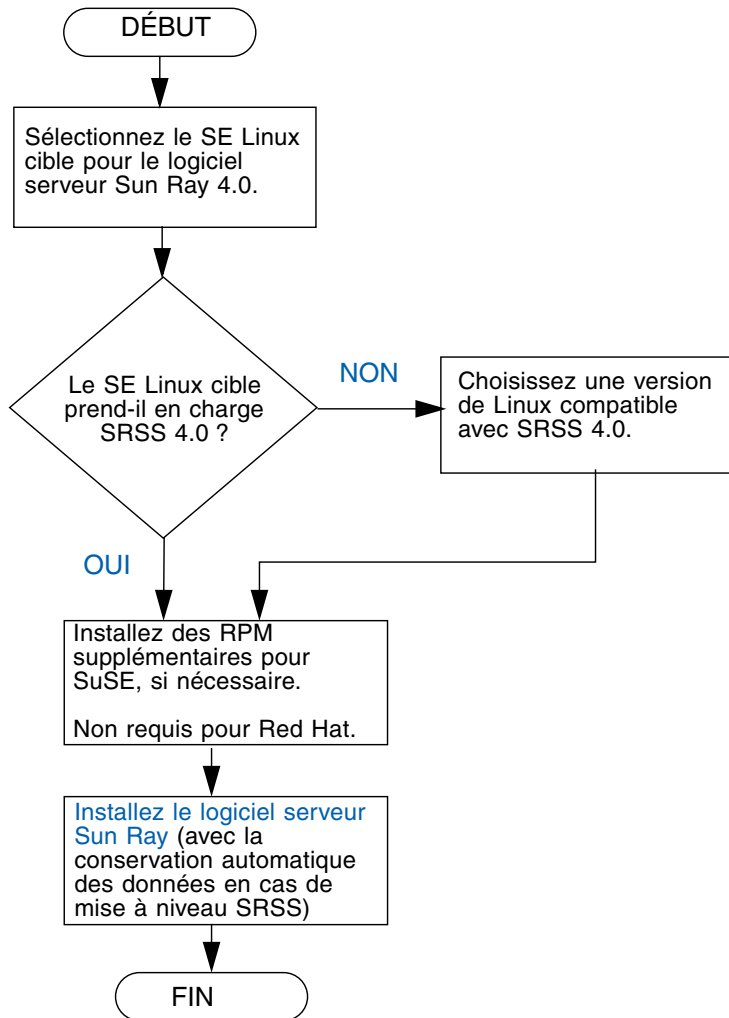 DÉBUT
Sélectionnez le SE Linux
cible pour le logiciel
serveur Sun Ray 4.0.
Le SE Linux cible
prend-il en charge
SRSS 4.0 ?
NON
Choisissez une version
de Linux compatible
avec SRSS 4.0.
OUI
Installez des RPM
supplémentaires pour
SuSE, si nécessaire.
Non requis pour Red Hat.
Installez le logiciel serveur
Sun Ray (avec la
conservation automatique
des données en cas de
mise à niveau SRSS)
FIN